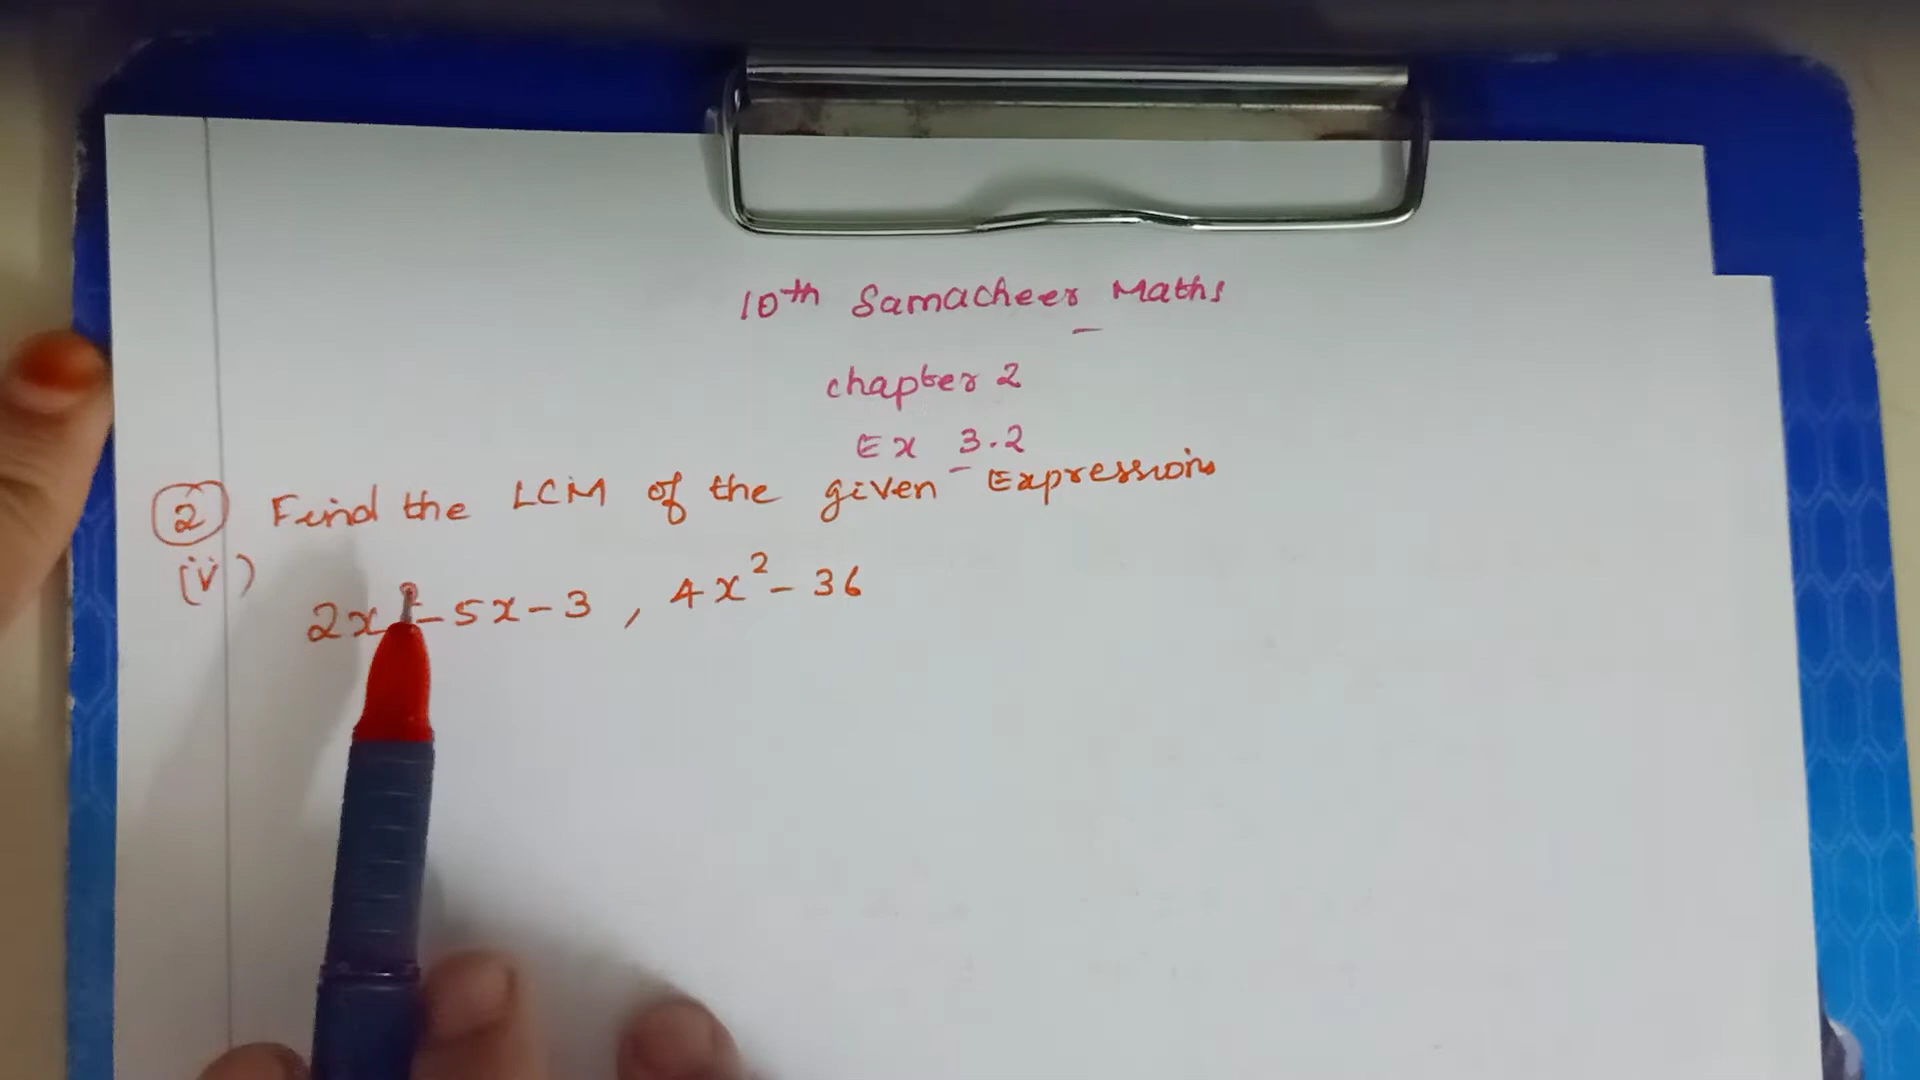 10th Samacheer Maths
chapter 2
Ex 3.2
② Find the LCM of the given Expressions
(v)
2x²-5x-3 , 4x²-36